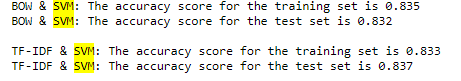 BOW & SVM: The accuracy score for the training set is 0.835
BOW & SVM: The accuracy score for the test set is 0.832
TF-IDF & SVM: The accuracy score for the training set is 0.833
TF-IDF & SVM: The accuracy score for the test set is 0.837